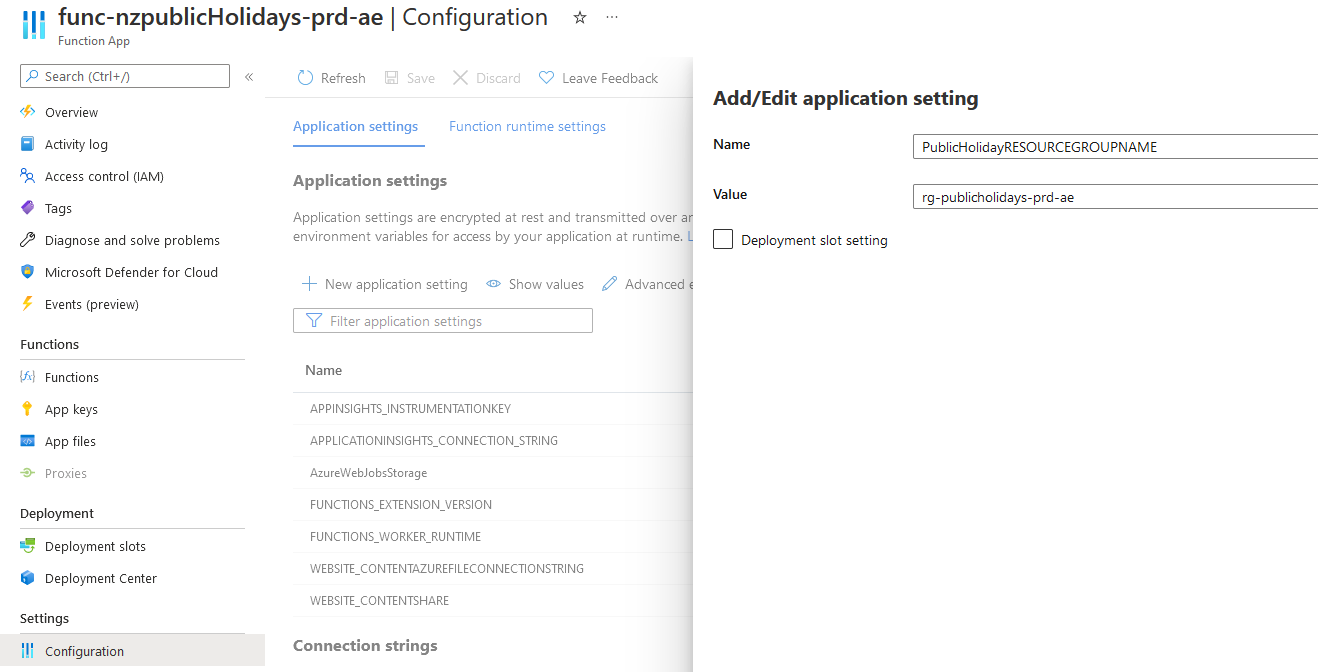 func-nzpublicHolidays-prd-ae | Configuration
Function App
Search (Ctrl+/)
Overview
Activity log
Access control (IAM)
Tags
Diagnose and solve problems
Microsoft Defender for Cloud
Events (preview)
Functions
Functions
App keys
App files
Proxies
Deployment
Deployment slots
Deployment Center
Settings
Configuration
Refresh
Save
Discard
Leave Feedback
Application settings
Function runtime settings
Application settings
Application settings are encrypted at rest and transmitted over an
environment variables for access by your application at runtime. L
New application setting
Show values
Advanced e
Filter application settings
Name
APPINSIGHTS_INSTRUMENTATIONKEY
APPLICATIONINSIGHTS_CONNECTION_STRING
AzureWebJobsStorage
FUNCTIONS_EXTENSION_VERSION
FUNCTIONS_WORKER_RUNTIME
WEBSITE_CONTENTAZUREFILECONNECTIONSTRING
WEBSITE_CONTENTSHARE
Connection strings
Add/Edit application setting
Name
PublicHolidayRESOURCEGROUPNAME
Value
rg-publicholidays-prd-ae
Deployment slot setting